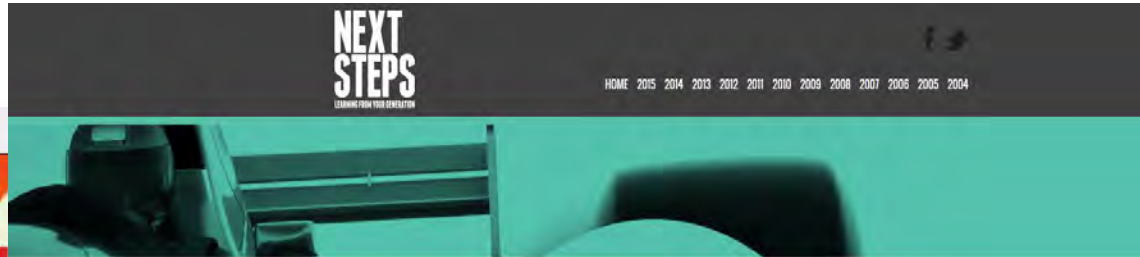 NEXT
STEPS
LEARNING FROM YOUR GENERATION
HOME 2015 2014 2013 2012 2011 2010 2009 2008 2007 2006 2005 2004